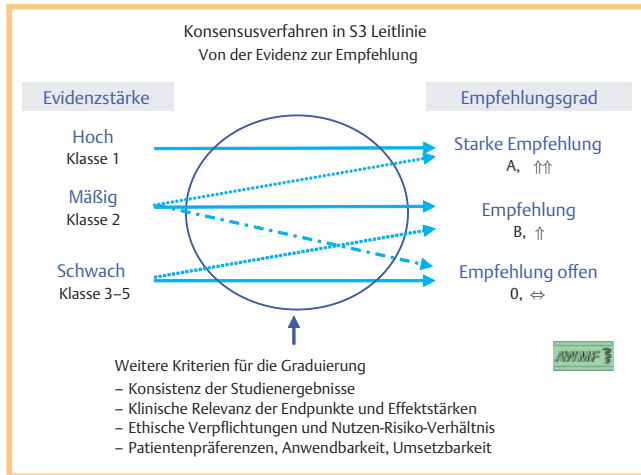 Konsensusverfahren in S3 Leitlinie
Von der Evidenz zur Empfehlung
Evidenzstärke
Empfehlungsgrad
Hoch
Klasse 1
Starke Empfehlung
A, ⇑⇑
Mäßig
Klasse 2
Empfehlung
B, ⇑
Schwach
Klasse 3–5
Empfehlung offen
0, ⇔
AWMF
Weitere Kriterien für die Graduierung
– Konsistenz der Studienergebnisse
– Klinische Relevanz der Endpunkte und Effektstärken
– Ethische Verpflichtungen und Nutzen-Risiko-Verhältnis
– Patientenpräferenzen, Anwendbarkeit, Umsetzbarkeit